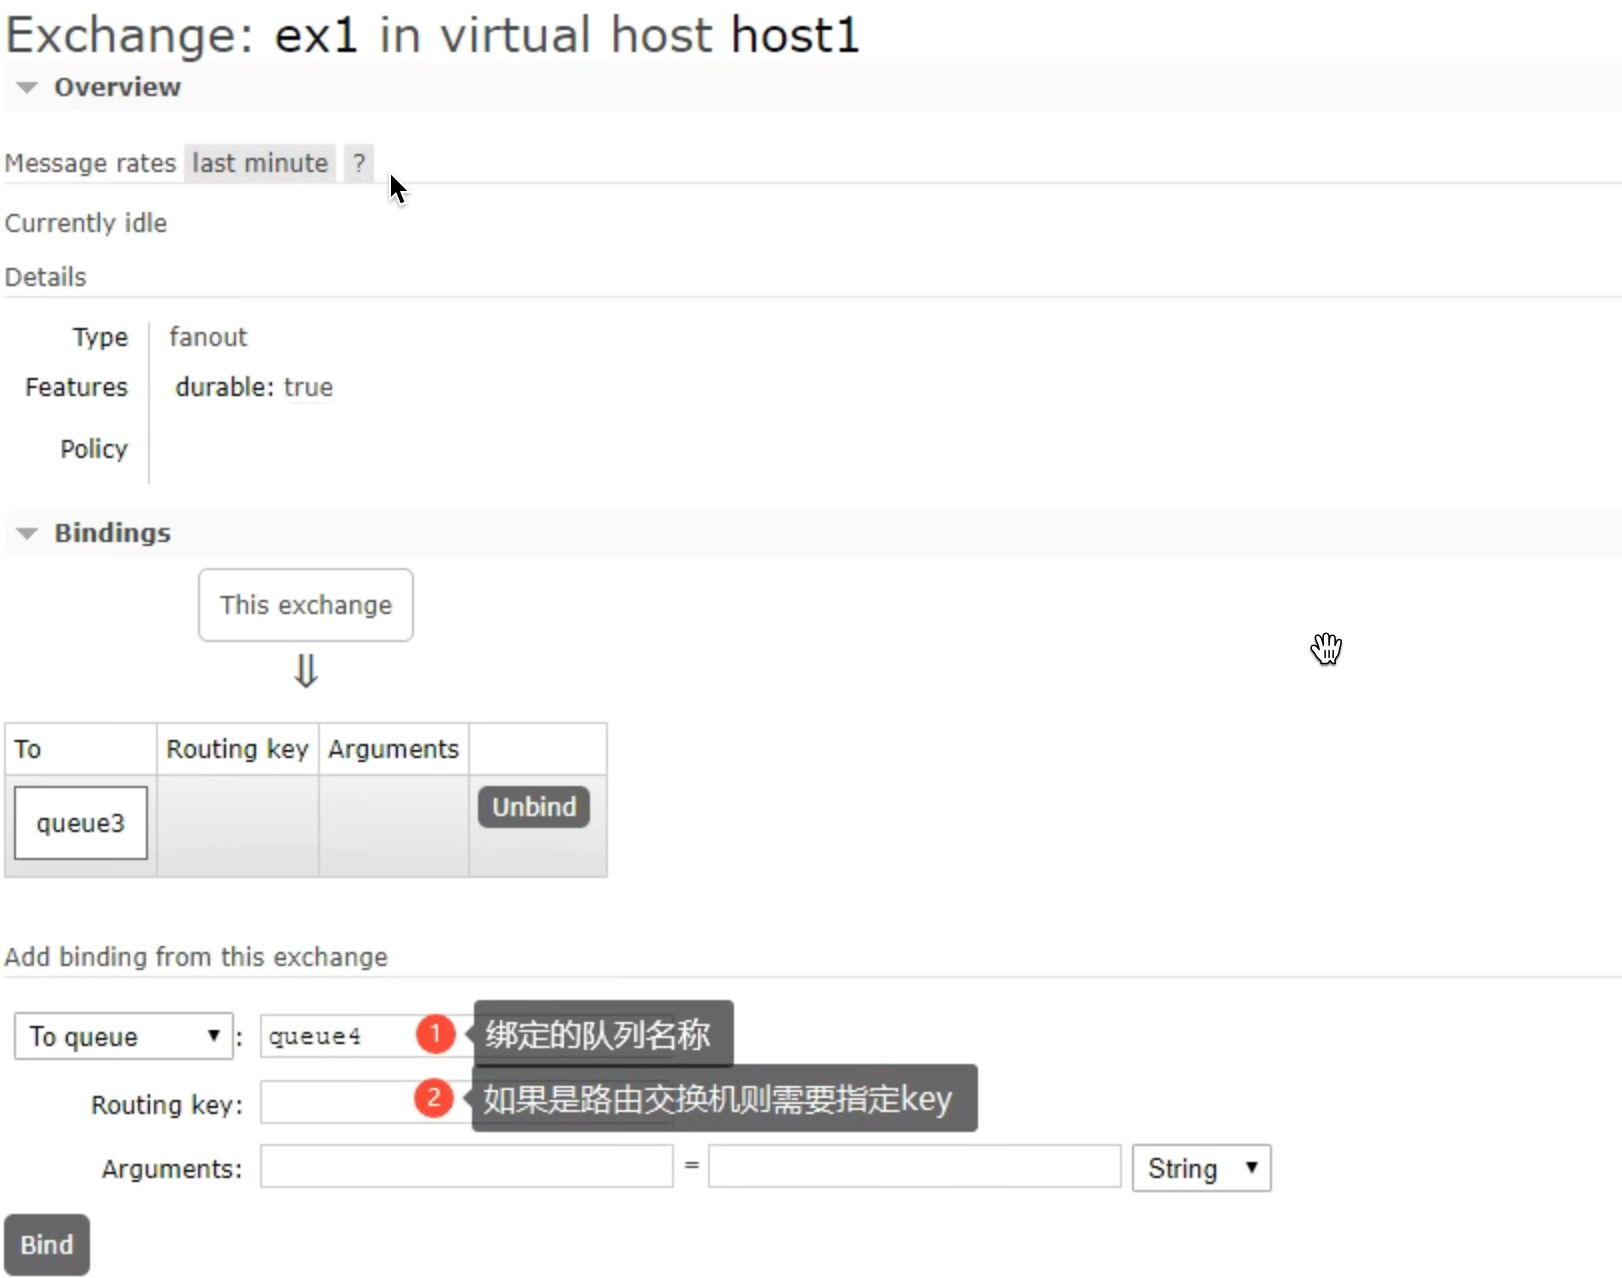 Exchange: ex1 in virtual host host1
Overview
Message rates last minute ?
Currently idle
Details
Type fanout
Features durable: true
Policy
Bindings
This exchange
⇓
To Routing key Arguments
queue3 Unbind
Add binding from this exchange
To queue ▼ : queue4 1 绑定的队列名称
Routing key: 2 如果是路由交换机则需要指定key
Arguments: = String ▼
Bind